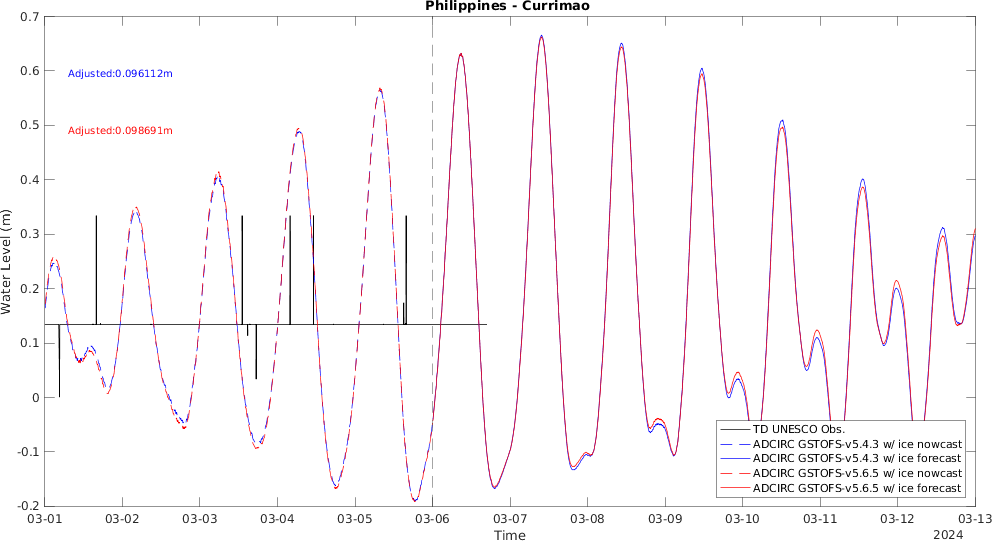 Philippines - Currimao
0.7
0.6
0.5
0.4
0.3
0.2
0.1
0
-0.1
-0.2
Water Level (m)
Adjusted:0.096112m
Adjusted:0.098691m
TD UNESCO Obs.
ADCIRC GSTOFS-v5.4.3 w/ ice nowcast
ADCIRC GSTOFS-v5.4.3 w/ ice forecast
ADCIRC GSTOFS-v5.6.5 w/ ice nowcast
ADCIRC GSTOFS-v5.6.5 w/ ice forecast
03-01 03-02 03-03 03-04 03-05 03-06 03-07 03-08 03-09 03-10 03-11 03-12 03-13
Time
2024